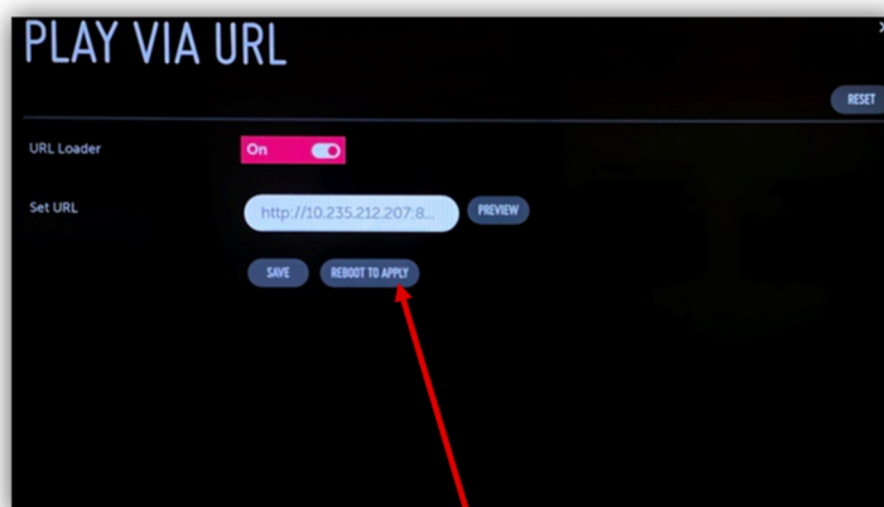 PLAY VIA URL
RESET
URL Loader
On
Set URL
http://10.235.212.207:8...
PREVIEW
SAVE
REBOOT TO APPLY